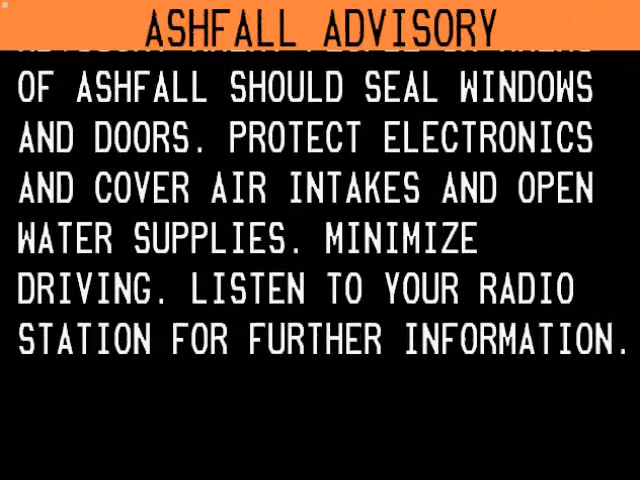 ASHFALL ADVISORY
OF ASHFALL SHOULD SEAL WINDOWS
AND DOORS. PROTECT ELECTRONICS
AND COVER AIR INTAKES AND OPEN
WATER SUPPLIES. MINIMIZE
DRIVING. LISTEN TO YOUR RADIO
STATION FOR FURTHER INFORMATION.